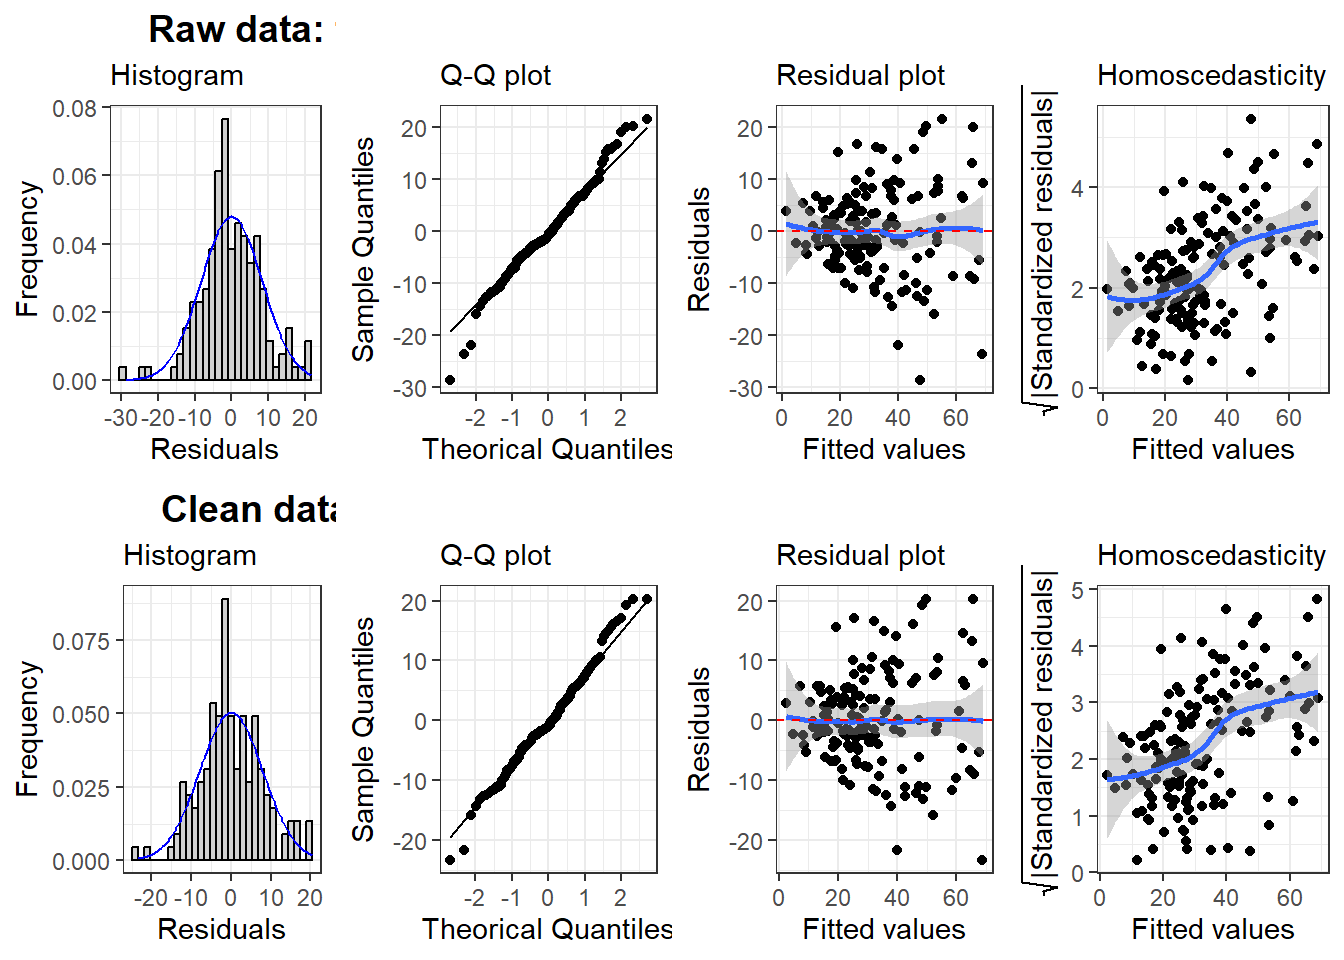 Raw data:
Histogram
Q-Q plot
Residual plot
Homoscedasticity
0.08
0.06
0.04
0.02
0.00
Frequency
-30 -20 -10 0 10 20
Residuals
20
10
0
-10
-20
-30
Sample Quantiles
-2 -1 0 1 2
Theorical Quantiles
20
10
0
-10
-20
-30
Residuals
0 20 40 60
Fitted values
4
2
0
√|Standardized residuals|
0 20 40 60
Fitted values
Clean data
Histogram
Q-Q plot
Residual plot
Homoscedasticity
0.075
0.050
0.025
0.000
Frequency
-20 -10 0 10 20
Residuals
20
10
0
-10
-20
Sample Quantiles
-2 -1 0 1 2
Theorical Quantiles
20
10
0
-10
-20
Residuals
0 20 40 60
Fitted values
5
4
3
2
1
0
√|Standardized residuals|
0 20 40 60
Fitted values